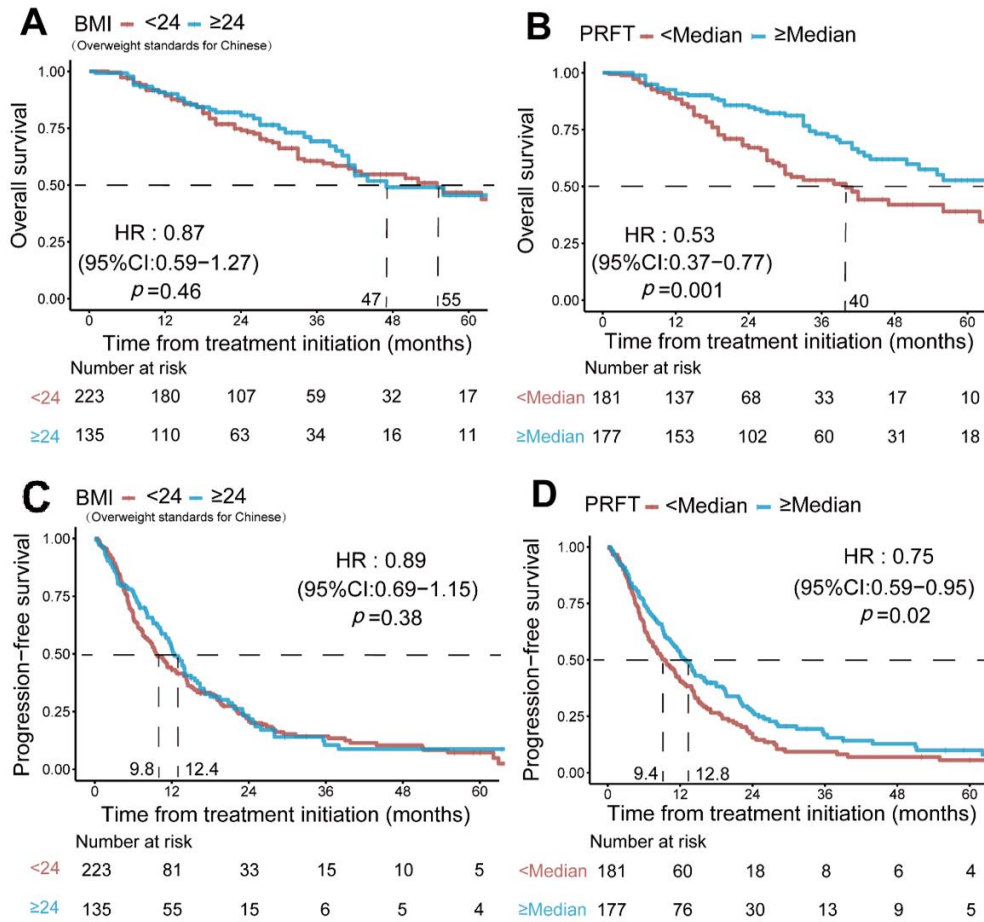 A
BMI <24 ≥24
(Overweight standards for Chinese)
Overall survival
1.00
0.75
0.50
0.25
0.00
HR : 0.87
(95%CI:0.59−1.27)
p=0.46
47
55
0 12 24 36 48 60
Time from treatment initiation (months)
Number at risk
<24 223 180 107 59 32 17
≥24 135 110 63 34 16 11
B
PRFT <Median ≥Median
Overall survival
1.00
0.75
0.50
0.25
0.00
HR : 0.53
(95%CI:0.37−0.77)
p=0.001
40
0 12 24 36 48 60
Time from treatment initiation (months)
Number at risk
<Median 181 137 68 33 17 10
≥Median 177 153 102 60 31 18
C
BMI <24 ≥24
(Overweight standards for Chinese)
Progression−free survival
1.00
0.75
0.50
0.25
0.00
HR : 0.89
(95%CI:0.69−1.15)
p=0.38
9.8
12.4
0 12 24 36 48 60
Time from treatment initiation (months)
Number at risk
<24 223 81 33 15 10 5
≥24 135 55 15 6 5 4
D
PRFT <Median ≥Median
Progression−free survival
1.00
0.75
0.50
0.25
0.00
HR : 0.75
(95%CI:0.59−0.95)
p=0.02
9.4
12.8
0 12 24 36 48 60
Time from treatment initiation (months)
Number at risk
<Median 181 60 18 8 6 4
≥Median 177 76 30 13 9 5